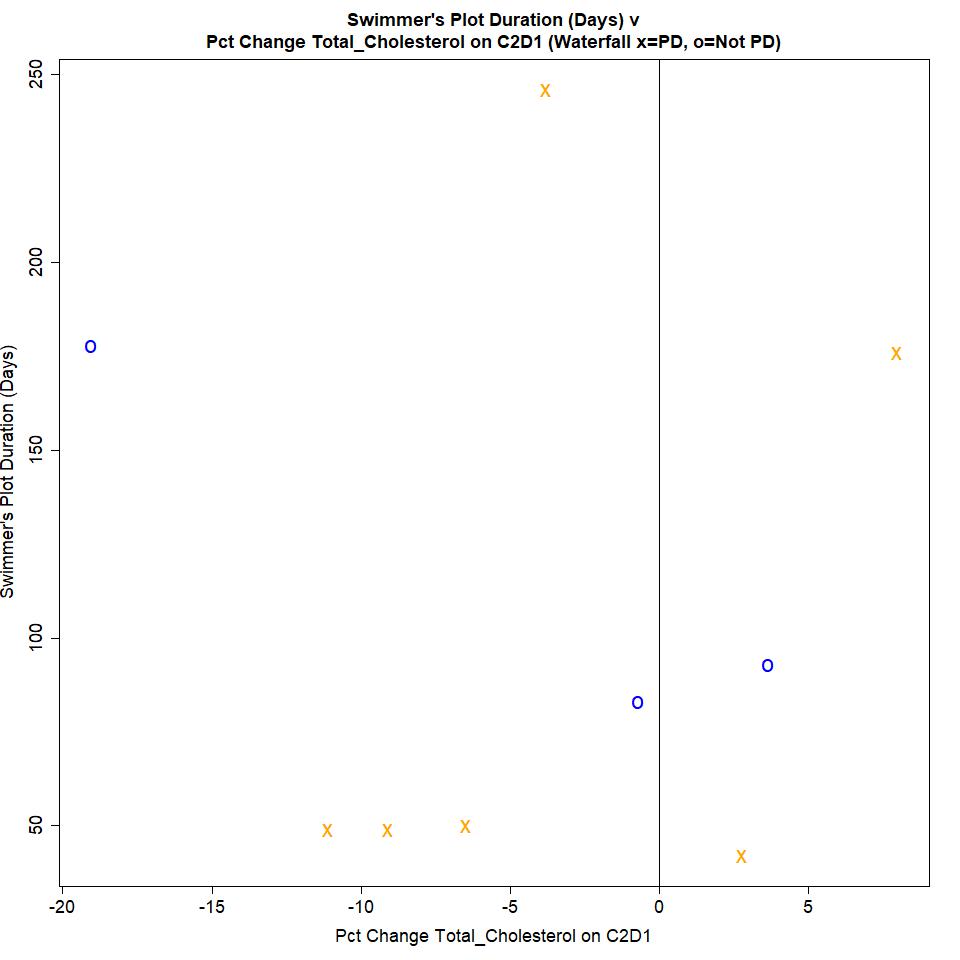 Swimmer's Plot Duration (Days) v
Pct Change Total_Cholesterol on C2D1 (Waterfall x=PD, o=Not PD)
Swimmer's Plot Duration (Days)
250
200
150
100
50
x
x
o
o
o
x
x
x
x
-20
-15
-10
-5
0
5
Pct Change Total_Cholesterol on C2D1